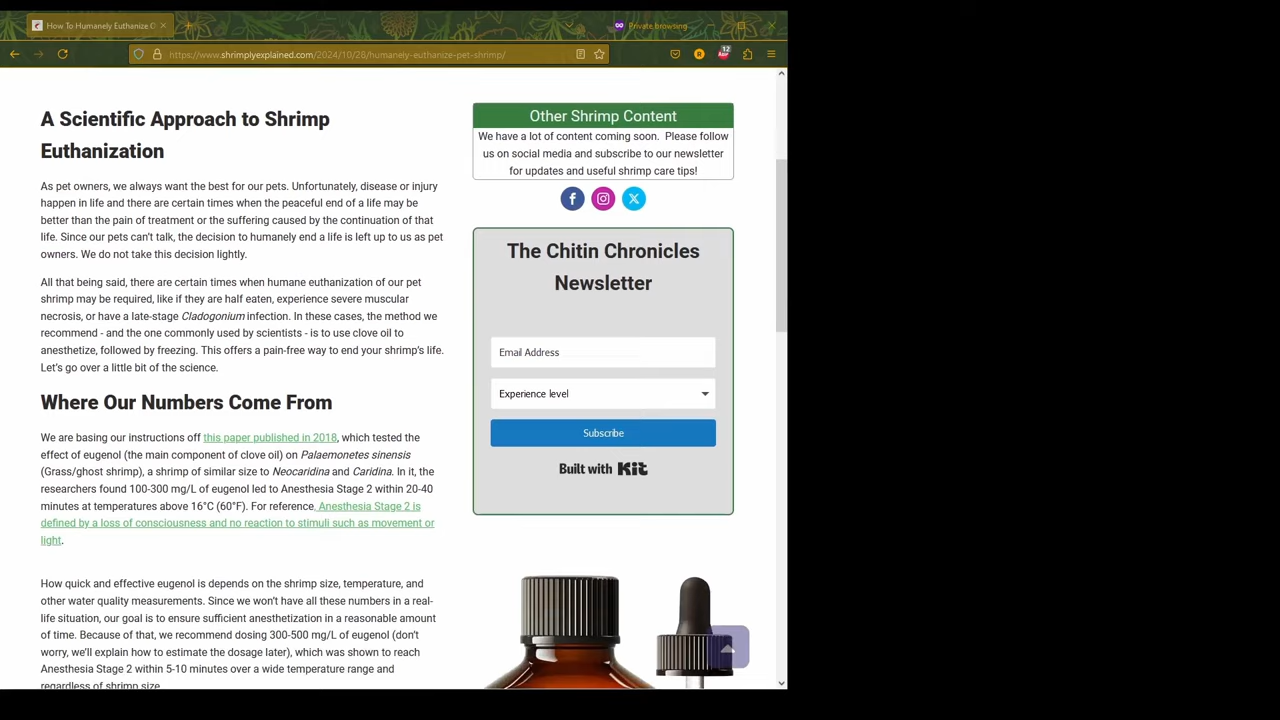 How To Humanely Euthanize
Private browsing
https://www.shrimplyexplained.com/2024/10/28/humanely-euthanize-pet-shrimp/
12
A Scientific Approach to Shrimp
Euthanization
As pet owners, we always want the best for our pets. Unfortunately, disease or injury
happen in life and there are certain times when the peaceful end of a life may be
better than the pain of treatment or the suffering caused by the continuation of that
life. Since our pets can't talk, the decision to humanely end a life is left up to us as pet
owners. We do not take this decision lightly.
All that being said, there are certain times when humane euthanization of our pet
shrimp may be required, like if they are half eaten, experience severe muscular
necrosis, or have a late-stage Cladogonium infection. In these cases, the method we
recommend - and the one commonly used by scientists - is to use clove oil to
anesthetize, followed by freezing. This offers a pain-free way to end your shrimp's life.
Let's go over a little bit of the science.
Where Our Numbers Come From
We are basing our instructions off this paper published in 2018, which tested the
effect of eugenol (the main component of clove oil) on Palaemonetes sinensis
(Grass/ghost shrimp), a shrimp of similar size to Neocaridina and Caridina. In it, the
researchers found 100-300 mg/L of eugenol led to Anesthesia Stage 2 within 20-40
minutes at temperatures above 16°C (60°F). For reference, Anesthesia Stage 2 is
defined by a loss of consciousness and no reaction to stimuli such as movement or
light.
How quick and effective eugenol is depends on the shrimp size, temperature, and
other water quality measurements. Since we won't have all these numbers in a real-
life situation, our goal is to ensure sufficient anesthetization in a reasonable amount
of time. Because of that, we recommend dosing 300-500 mg/L of eugenol (don't
worry, we'll explain how to estimate the dosage later), which was shown to reach
Anesthesia Stage 2 within 5-10 minutes over a wide temperature range and
regardless of shrimp size.
Other Shrimp Content
We have a lot of content coming soon. Please follow
us on social media and subscribe to our newsletter
for updates and useful shrimp care tips!
The Chitin Chronicles
Newsletter
Email Address
Experience level
Subscribe
Built with Kit